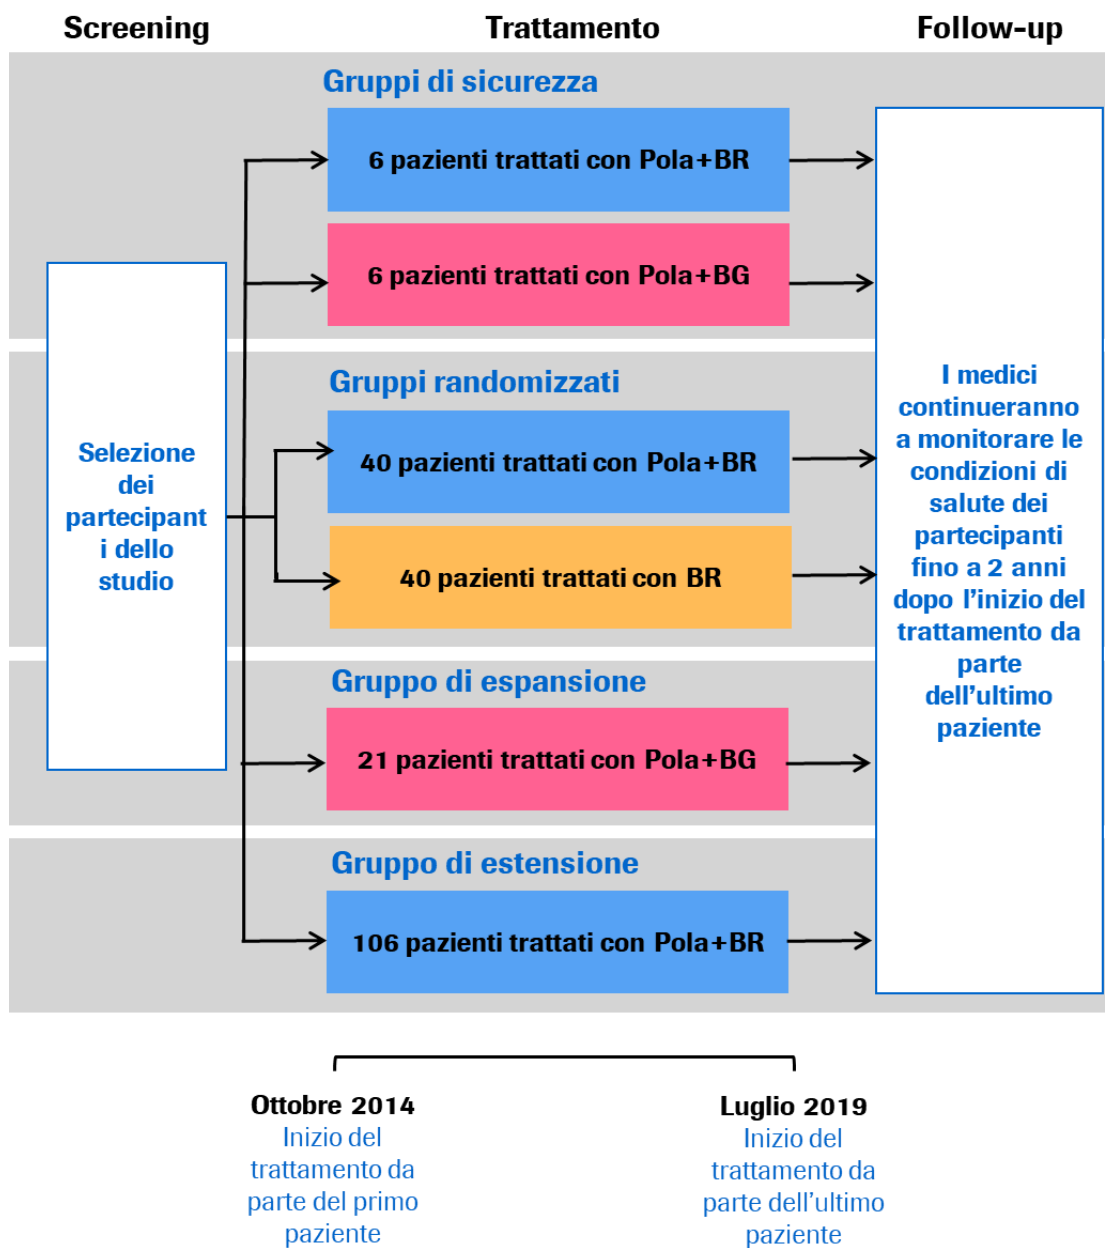 Screening
Trattamento
Follow-up
Gruppi di sicurezza
6 pazienti trattati con Pola+BR
6 pazienti trattati con Pola+BG
Gruppi randomizzati
40 pazienti trattati con Pola+BR
40 pazienti trattati con BR
Gruppo di espansione
21 pazienti trattati con Pola+BG
Gruppo di estensione
106 pazienti trattati con Pola+BR
Selezione
dei
partecipant
i dello
studio
I medici
continueranno
a monitorare le
condizioni di
salute dei
partecipanti
fino a 2 anni
dopo l’inizio del
trattamento da
parte
dell’ultimo
paziente
Ottobre 2014
Inizio del
trattamento da
parte del primo
paziente
Luglio 2019
Inizio del
trattamento da
parte dell’ultimo
paziente